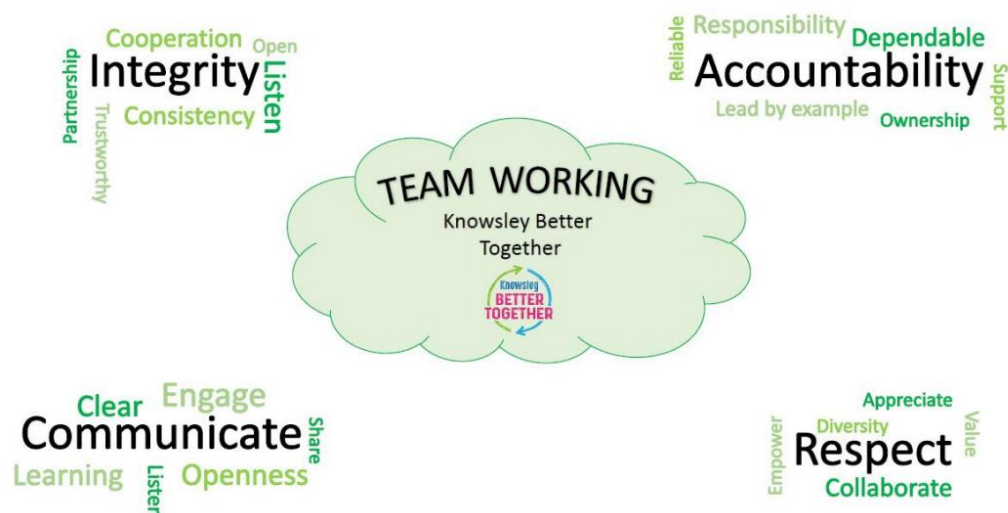 Cooperation
Open
Integrity
Listen
Partnership
Consistency
Trustworthy
Responsibility
Reliable
Dependable
Accountability
Support
Lead by example
Ownership
TEAM WORKING
Knowsley Better
Together
Knowsley
BETTER
TOGETHER
Engage
Clear
Communicate
Share
Learning
Listen
Openness
Appreciate
Diversity
Value
Empower
Respect
Collaborate